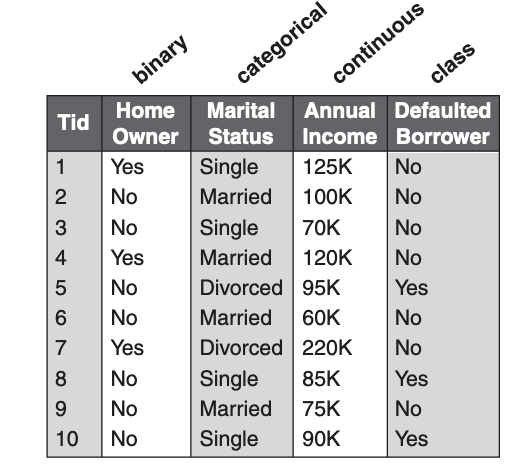 binary categorical continuous class
Tid Home Owner Marital Status Annual Income Defaulted Borrower
1 Yes Single 125K No
2 No Married 100K No
3 No Single 70K No
4 Yes Married 120K No
5 No Divorced 95K Yes
6 No Married 60K No
7 Yes Divorced 220K No
8 No Single 85K Yes
9 No Married 75K No
10 No Single 90K Yes